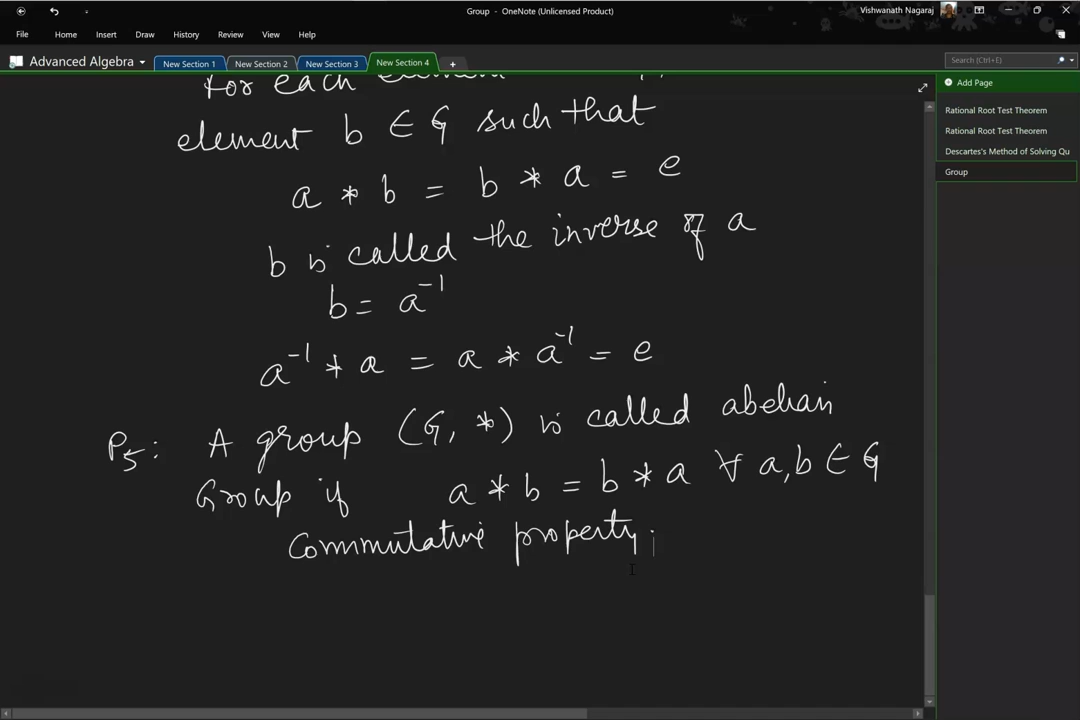 Group - OneNote (Unlicensed Product)
Vishwanath Nagaraj
File Home Insert Draw History Review View Help
Advanced Algebra New Section 1 New Section 2 New Section 3 New Section 4 +
Search (Ctrl+E)
Add Page
Rational Root Test Theorem
Rational Root Test Theorem
Descartes's Method of Solving Qu
Group
For each element
element b ∈ G such that
a * b = b * a = e
b is called the inverse of a
b = a⁻¹
a⁻¹ * a = a * a⁻¹ = e
P₅: A group (G, *) is called abelian
Group if a * b = b * a ∀ a, b ∈ G
Commutative property